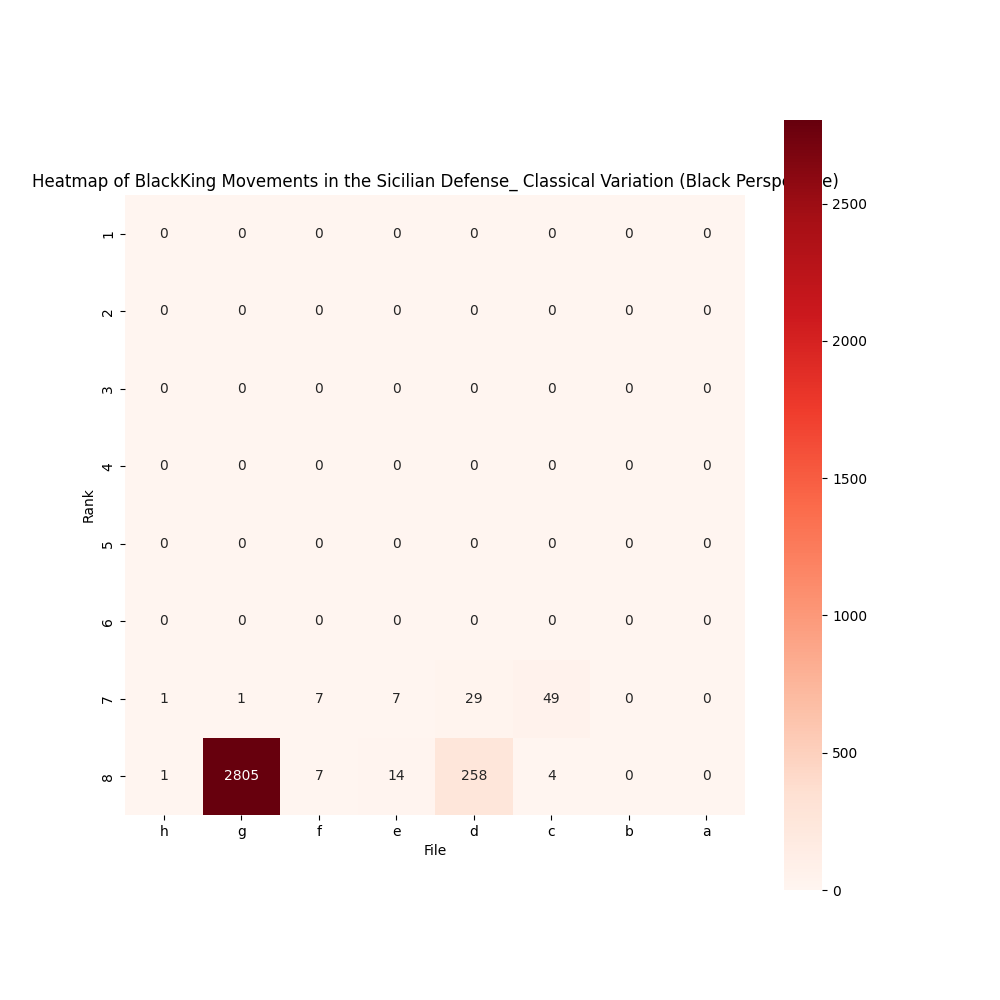 Heatmap of BlackKing Movements in the Sicilian Defense_ Classical Variation (Black Perspe e)
1 0 0 0 0 0 0 0 0
2 0 0 0 0 0 0 0 0
3 0 0 0 0 0 0 0 0
4 0 0 0 0 0 0 0 0
5 0 0 0 0 0 0 0 0
6 0 0 0 0 0 0 0 0
7 1 1 7 7 29 49 0 0
8 1 2805 7 14 258 4 0 0
h g f e d c b a
File
Rank
2500
2000
1500
1000
500
0